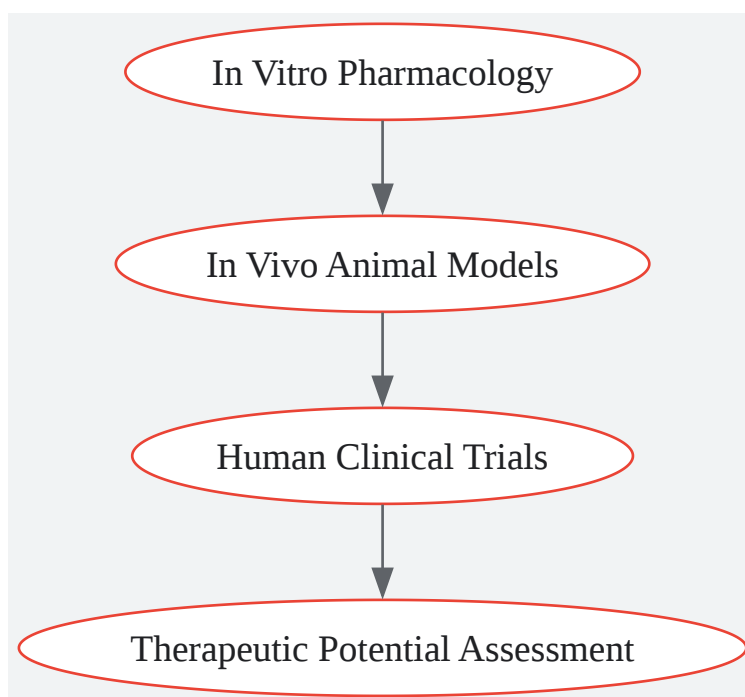 In Vitro Pharmacology
In Vivo Animal Models
Human Clinical Trials
Therapeutic Potential Assessment